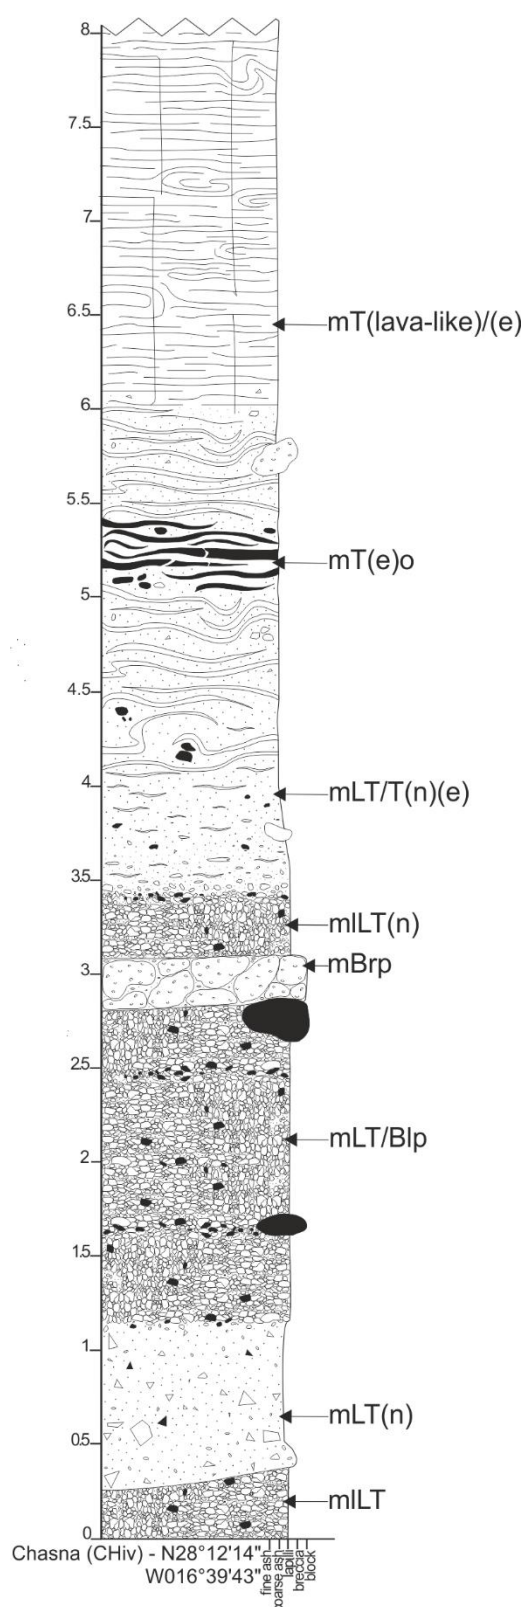 8
7.5
7
6.5
mT(lava-like)/(e)
6
5.5
mT(e)o
5
4.5
4
mLT/T(n)(e)
3.5
mlLT(n)
mBrp
3
2.5
mLT/Blp
2
1.5
1
mLT(n)
0.5
mlLT
0
Chasna (CHiv) - N28°12'14"
W016°39'43"
fine ash
coarse ash
lapilli
breccia
block